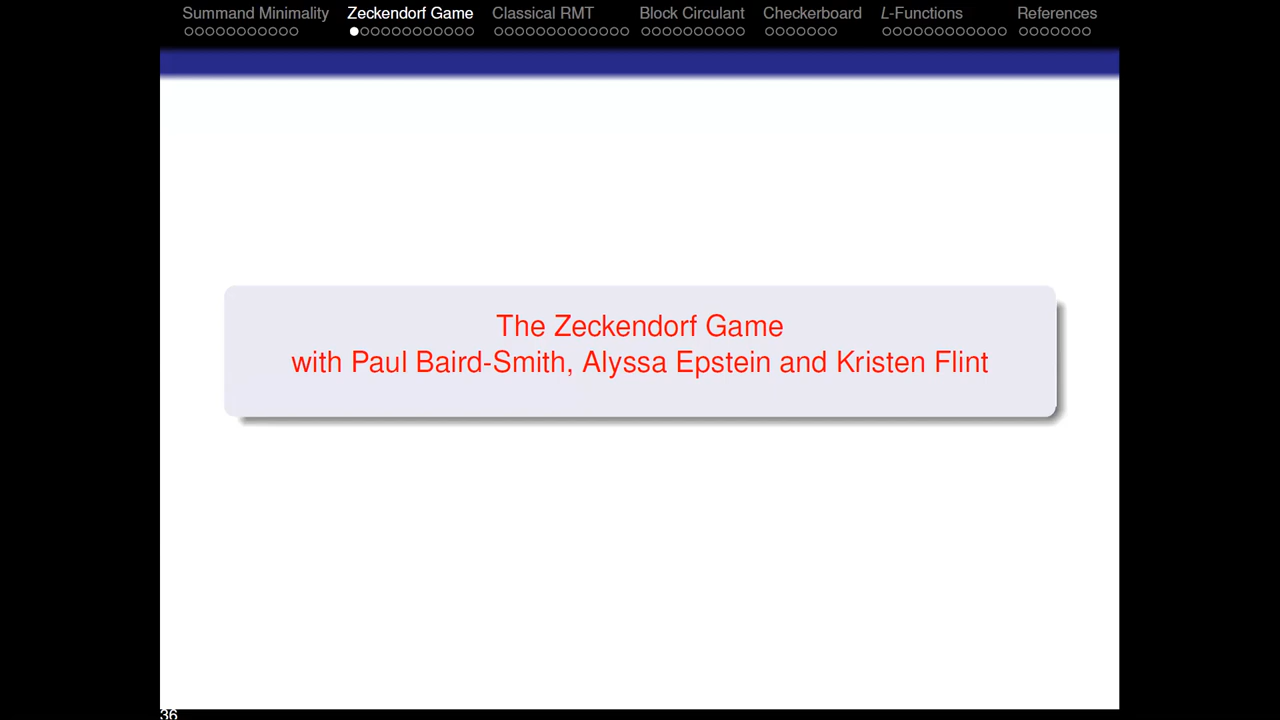 Summand Minimality Zeckendorf Game Classical RMT Block Circulant Checkerboard L-Functions References
The Zeckendorf Game
with Paul Baird-Smith, Alyssa Epstein and Kristen Flint
36